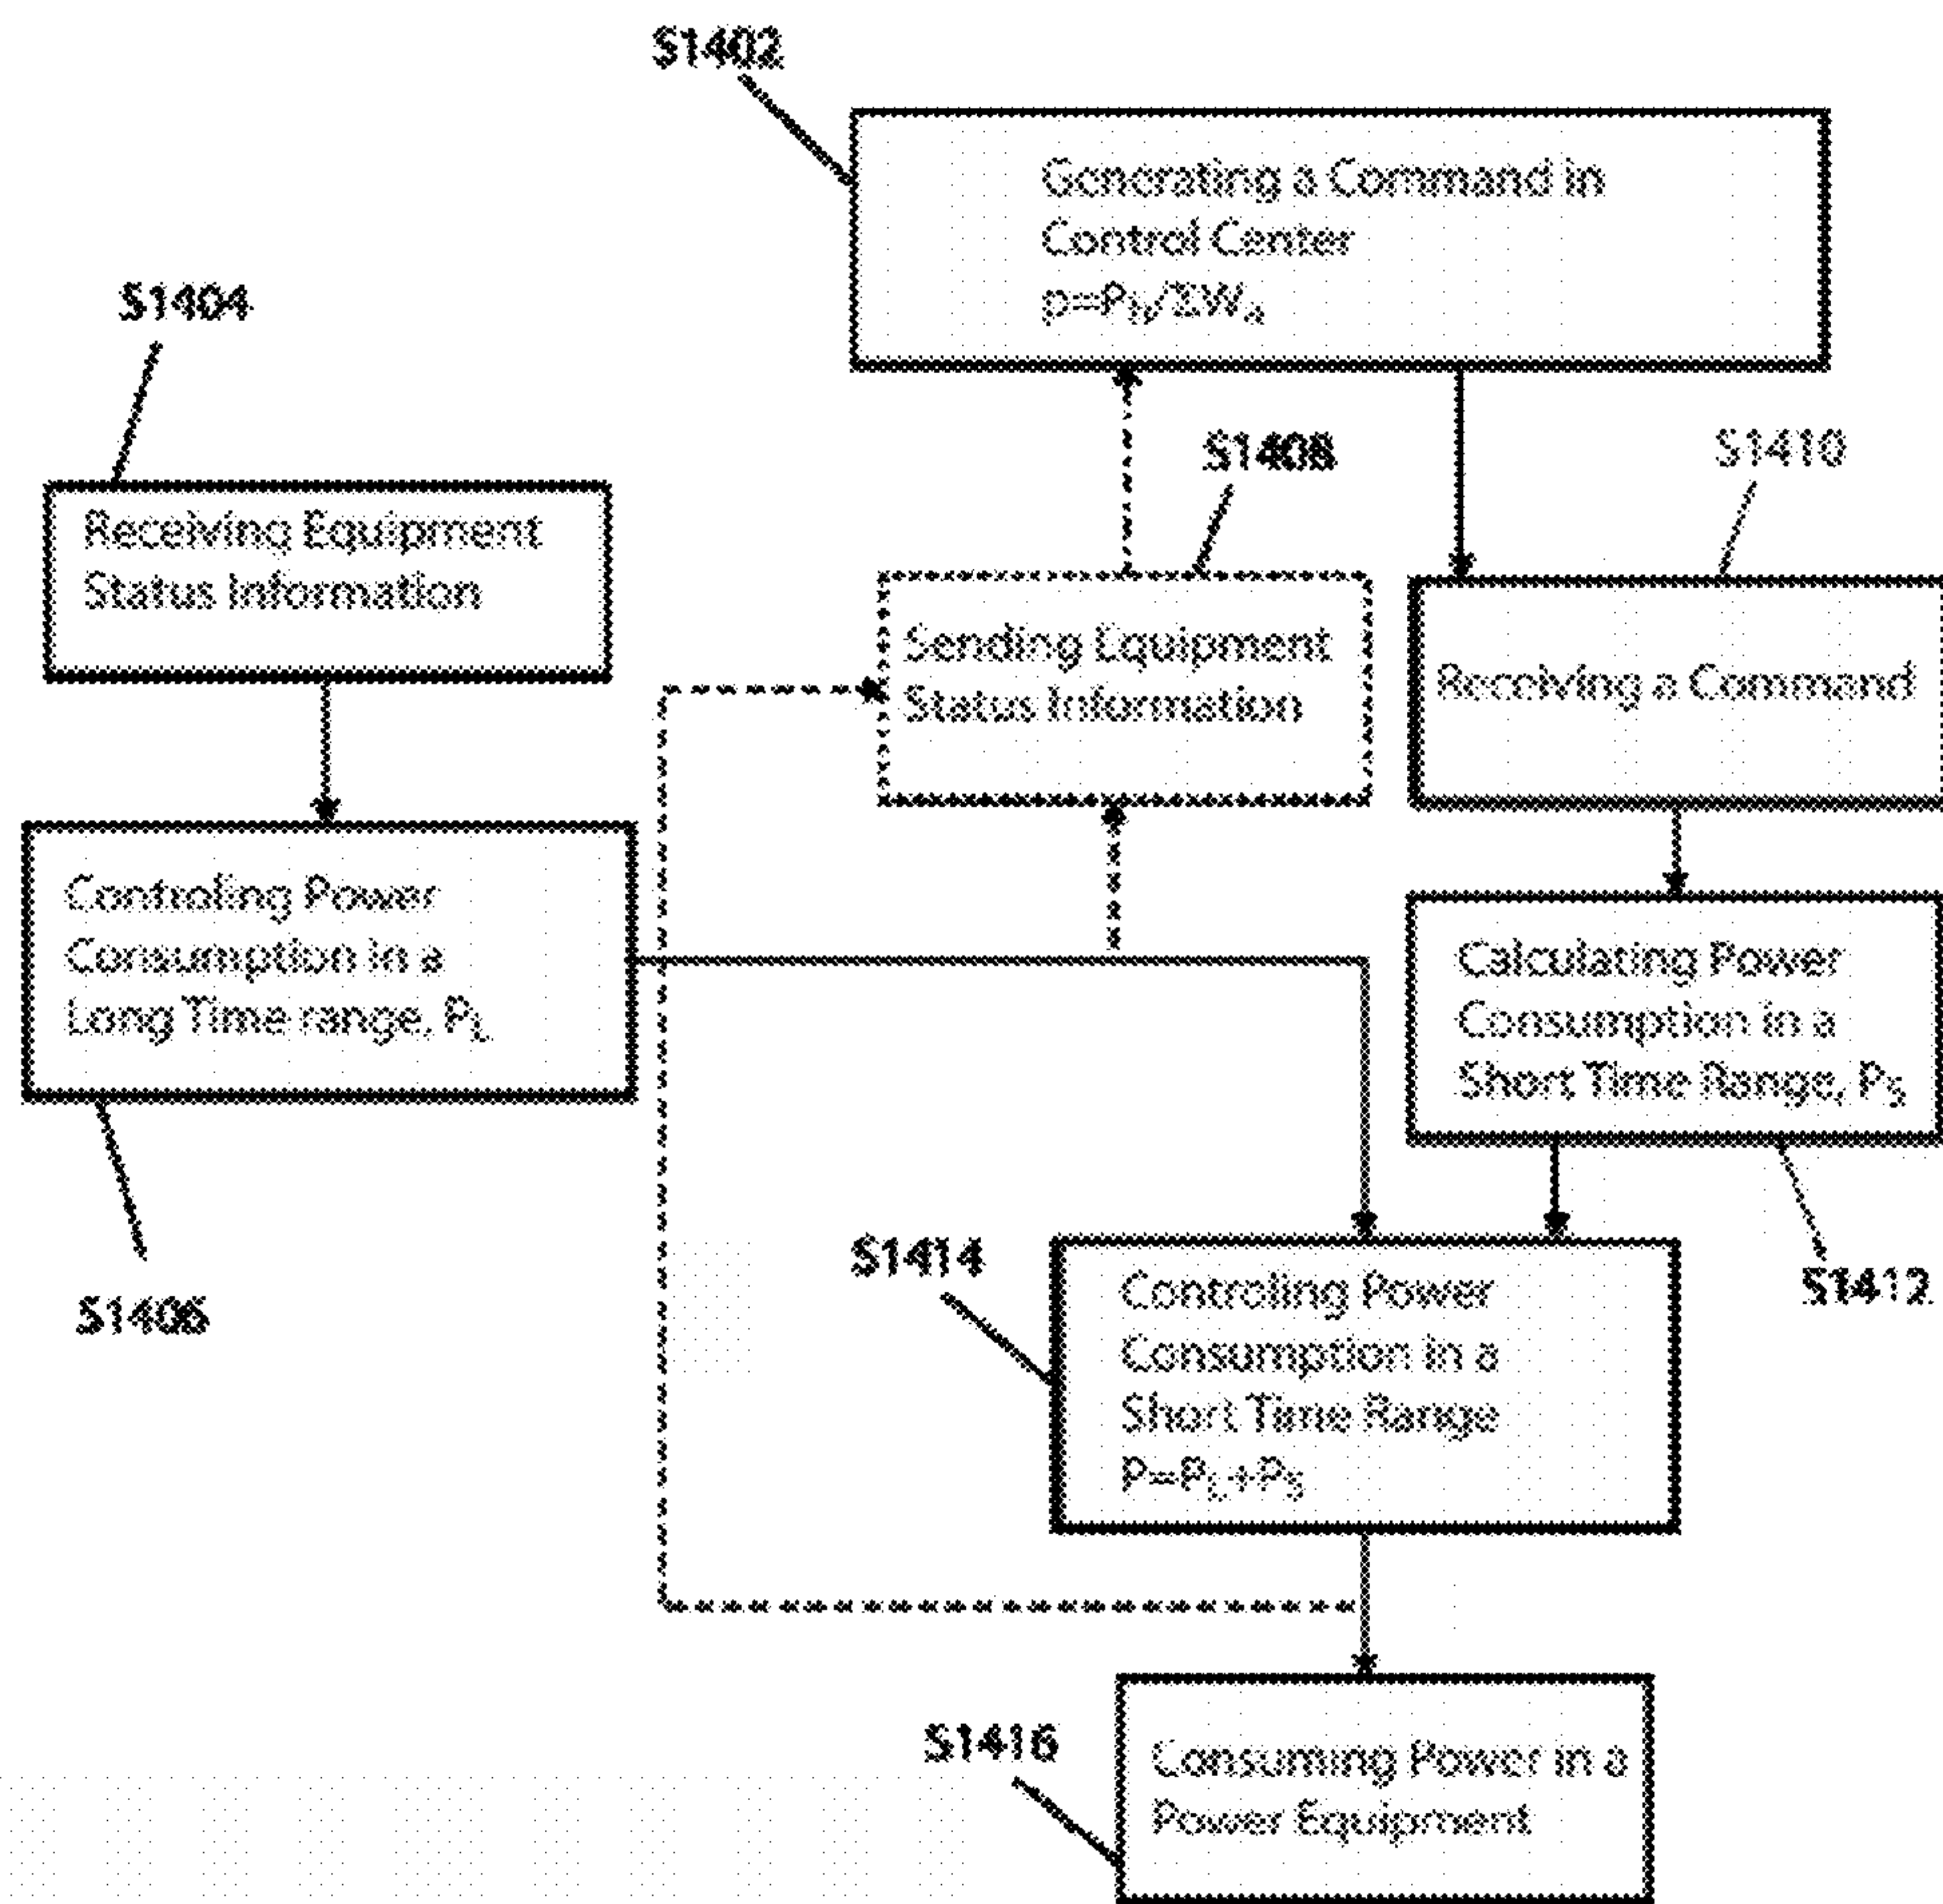 S1402
Generating a Command in
Control Center
S1404
Receiving Equipment
Status Information
S1408
Sending Equipment
Status Information
S1410
Receiving a Command
Controling Power
Consumption in a
Long Time range, P_L
S1406
Calculating Power
Consumption in a
Short Time Range, P_S
S1412
S1414
Controling Power
Consumption in a
Short Time Range
P=P_L+P_S
S1416
Consuming Power in a
Power Equipment